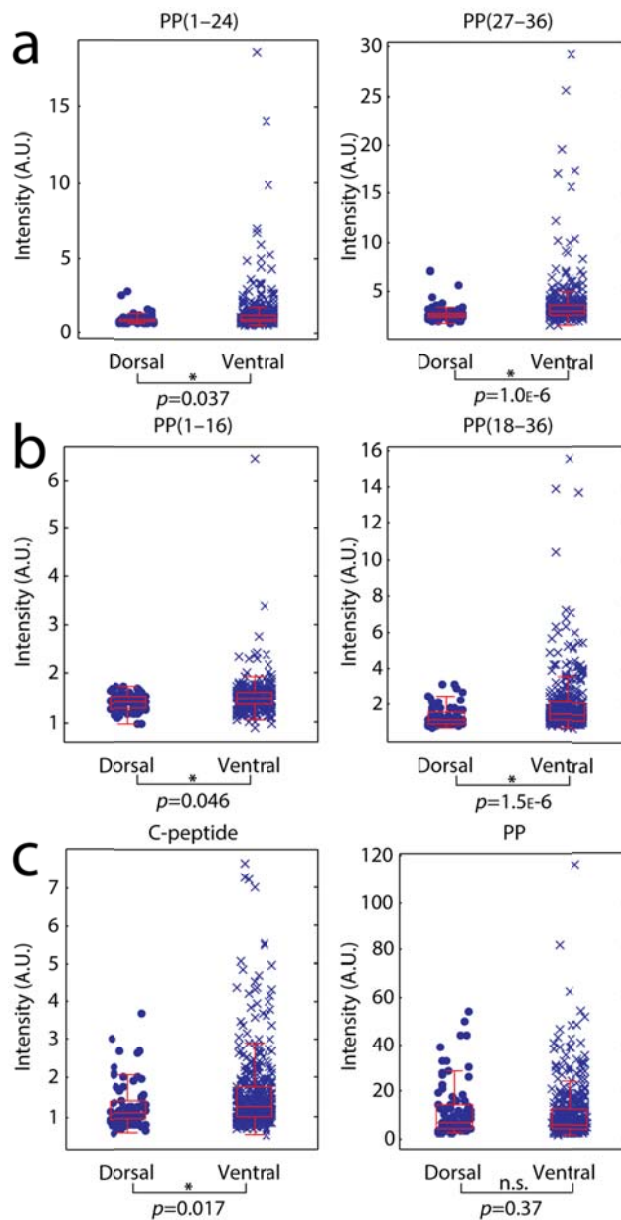 a
PP(1–24)
PP(27–36)
Intensity (A.U.)
15
10
5
0
Dorsal
Ventral
*
p=0.037
Intensity (A.U.)
30
25
20
15
10
5
Dorsal
Ventral
*
p=1.0E-6
b
PP(1–16)
PP(18–36)
Intensity (A.U.)
6
5
4
3
2
1
Dorsal
Ventral
*
p=0.046
Intensity (A.U.)
16
14
12
10
8
6
4
2
Dorsal
Ventral
*
p=1.5E-6
c
C-peptide
PP
Intensity (A.U.)
7
6
5
4
3
2
1
Dorsal
Ventral
*
p=0.017
Intensity (A.U.)
120
100
80
60
40
20
0
Dorsal
Ventral
n.s.
p=0.37